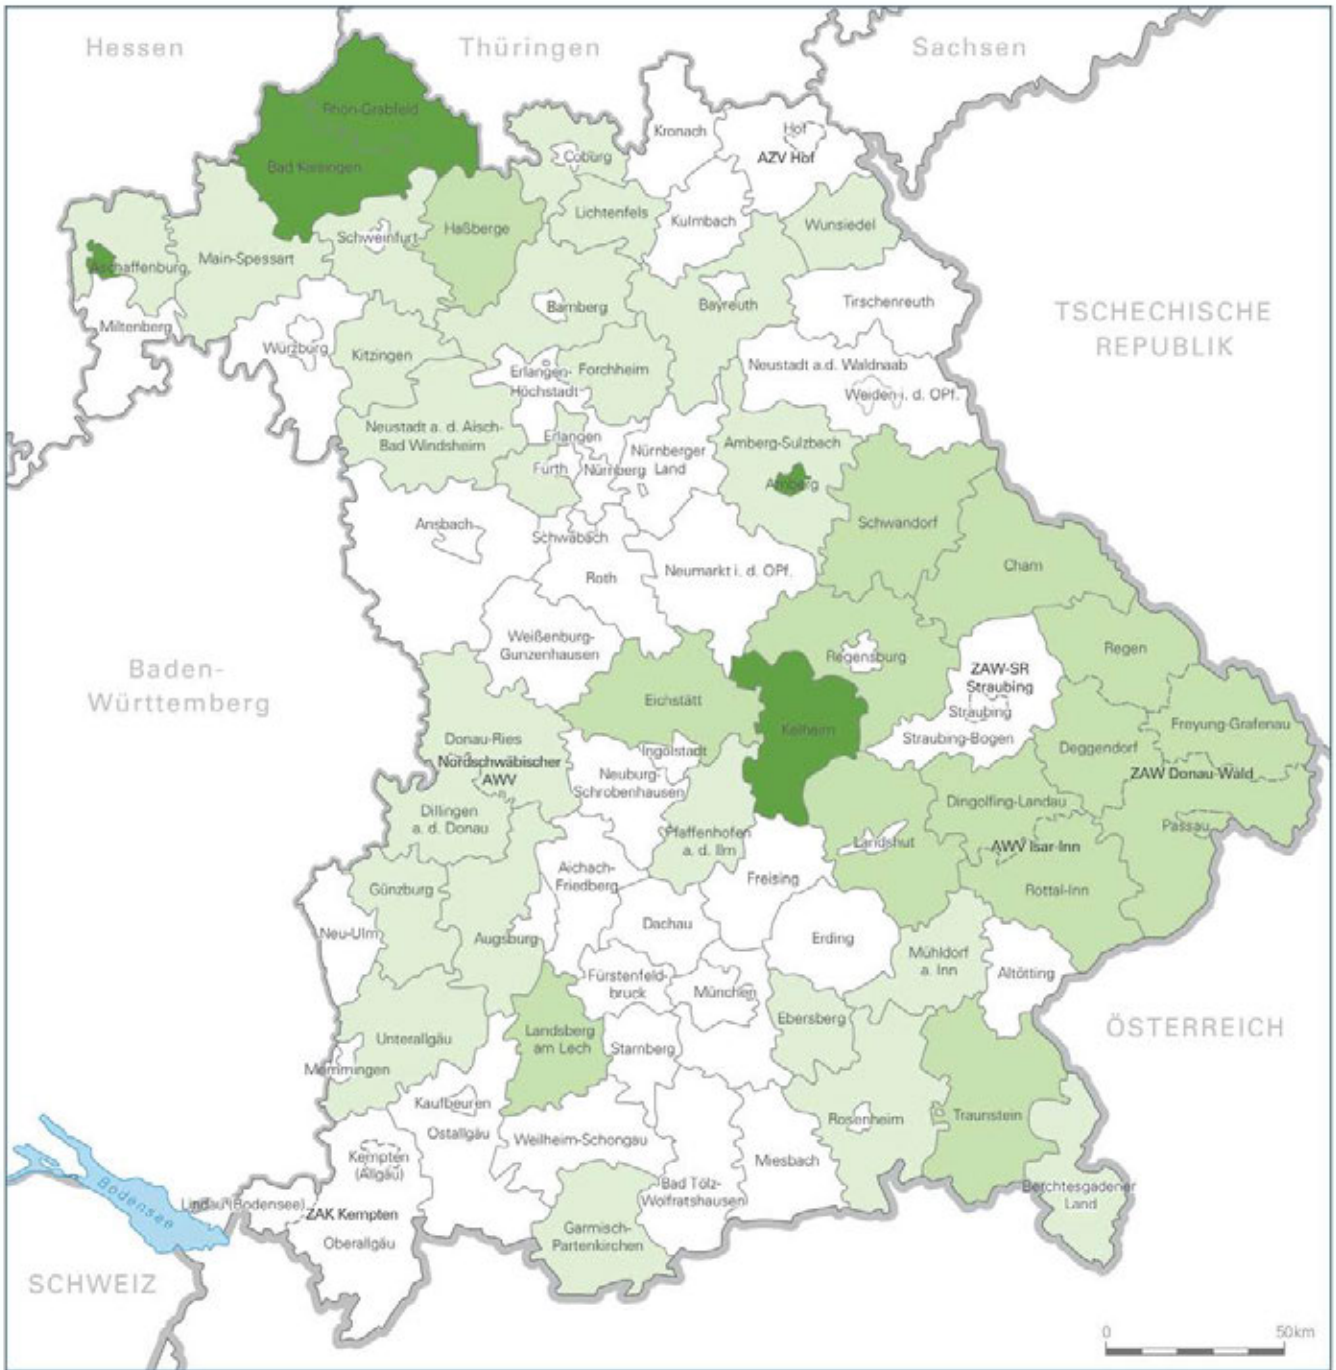 Hessen
Thüringen
Sachsen
Rhön-Grabfeld
Kronach
Hof
AZV Hof
Coburg
Bad Kissingen
Lichtenfels
Kulmbach
Wunsiedel
Haßberge
Schweinfurt
Main-Spessart
Aschaffenburg
Tirschenreuth
Bayreuth
Bamberg
TSCHECHISCHE
REPUBLIK
Miltenberg
Würzburg
Kitzingen
Neustadt a.d. Waldnaab
Erlangen-
Höchstadt
Forchheim
Weiden i. d. OPf.
Neustadt a. d. Aisch-
Bad Windsheim
Erlangen
Amberg-Sulzbach
Nürnberger
Land
Fürth
Nürnberg
Amberg
Ansbach
Schwabach
Schwandorf
Roth
Neumarkt i. d. OPf.
Cham
Weißenburg-
Gunzenhausen
Regensburg
Regen
Baden-
Württemberg
ZAW-SR
Straubing
Straubing
Straubing-Bogen
Eichstätt
Kelheim
Freyung-Grafenau
Deggendorf
ZAW Donau-Wald
Donau-Ries
Nordschwäbischer
AWV
Ingolstadt
Neuburg-
Schrobenhausen
Dillingen
a. d. Donau
Dingolfing-Landau
Passau
Pfaffenhofen
a. d. Ilm
Landshut
AWV Isar-Inn
Rottal-Inn
Aichach-
Friedberg
Freising
Günzburg
Dachau
Neu-Ulm
Augsburg
Erding
Mühldorf
a. Inn
Altötting
Fürstenfeld-
bruck
München
Ebersberg
ÖSTERREICH
Unterallgäu
Landsberg
am Lech
Starnberg
Memmingen
Kaufbeuren
Ostallgäu
Weilheim-Schongau
Rosenheim
Traunstein
Kempten
(Allgäu)
Miesbach
Bad Tölz-
Wolfratshausen
Berchtesgadener
Land
Bodensee
Lindau (Bodensee)
ZAK Kempten
Oberallgäu
Garmisch-
Partenkirchen
SCHWEIZ
0 50km